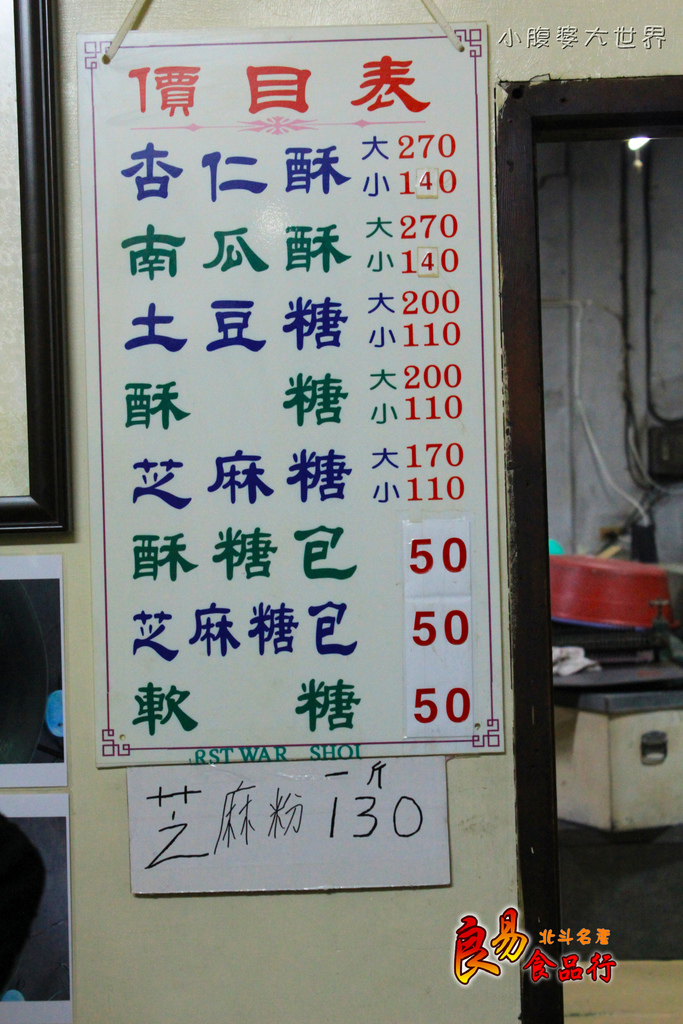 小腹婆大世界
價目表
杏仁酥 大 270
小 140
南瓜酥 大 270
小 140
土豆糖 大 200
小 110
酥糖 大 200
小 110
芝麻糖 大 170
小 110
酥糖包 50
芝麻糖包 50
軟糖 50
RST WAR SHOI
芝麻粉 一斤 130
良易 北斗名產
食品行